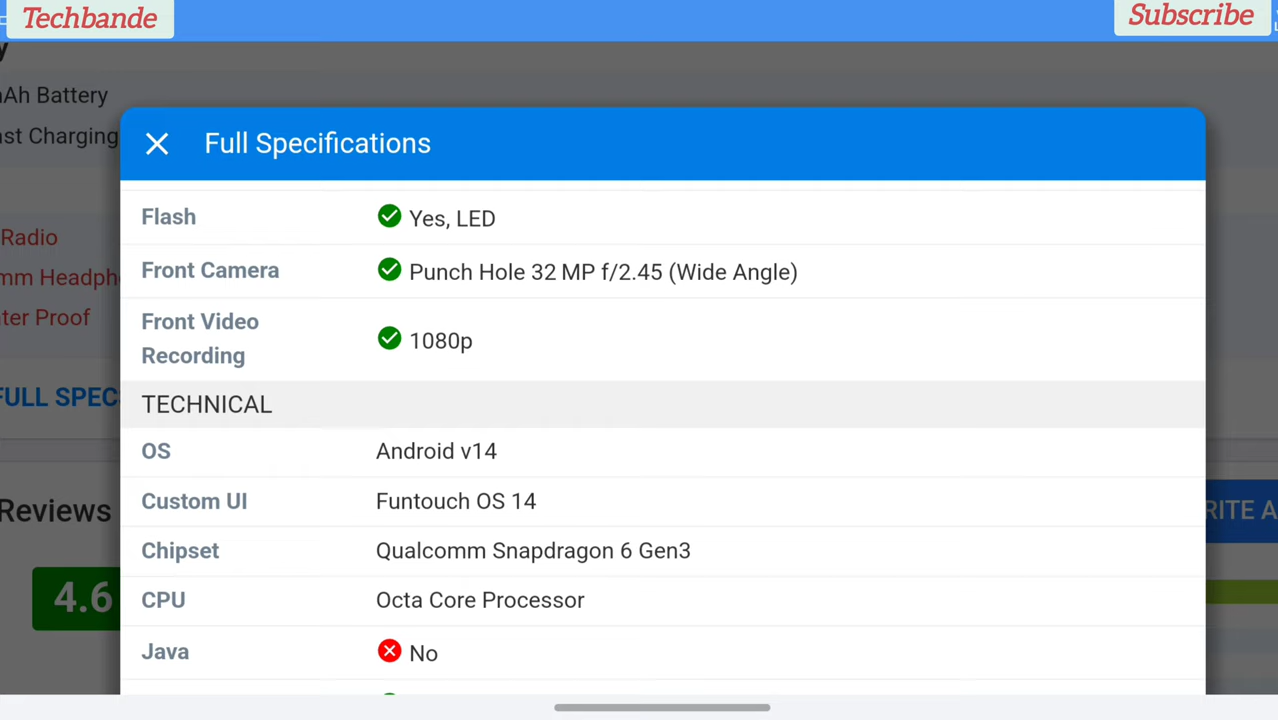 Techbande
Subscribe
mAh Battery
Fast Charging
Full Specifications
Flash
Yes, LED
Radio
Front Camera
Punch Hole 32 MP f/2.45 (Wide Angle)
mm Headph
ter Proof
Front Video
Recording
1080p
FULL SPEC
TECHNICAL
OS
Android v14
Custom UI
Funtouch OS 14
Reviews
RITE A
Chipset
Qualcomm Snapdragon 6 Gen3
4.6
CPU
Octa Core Processor
Java
No